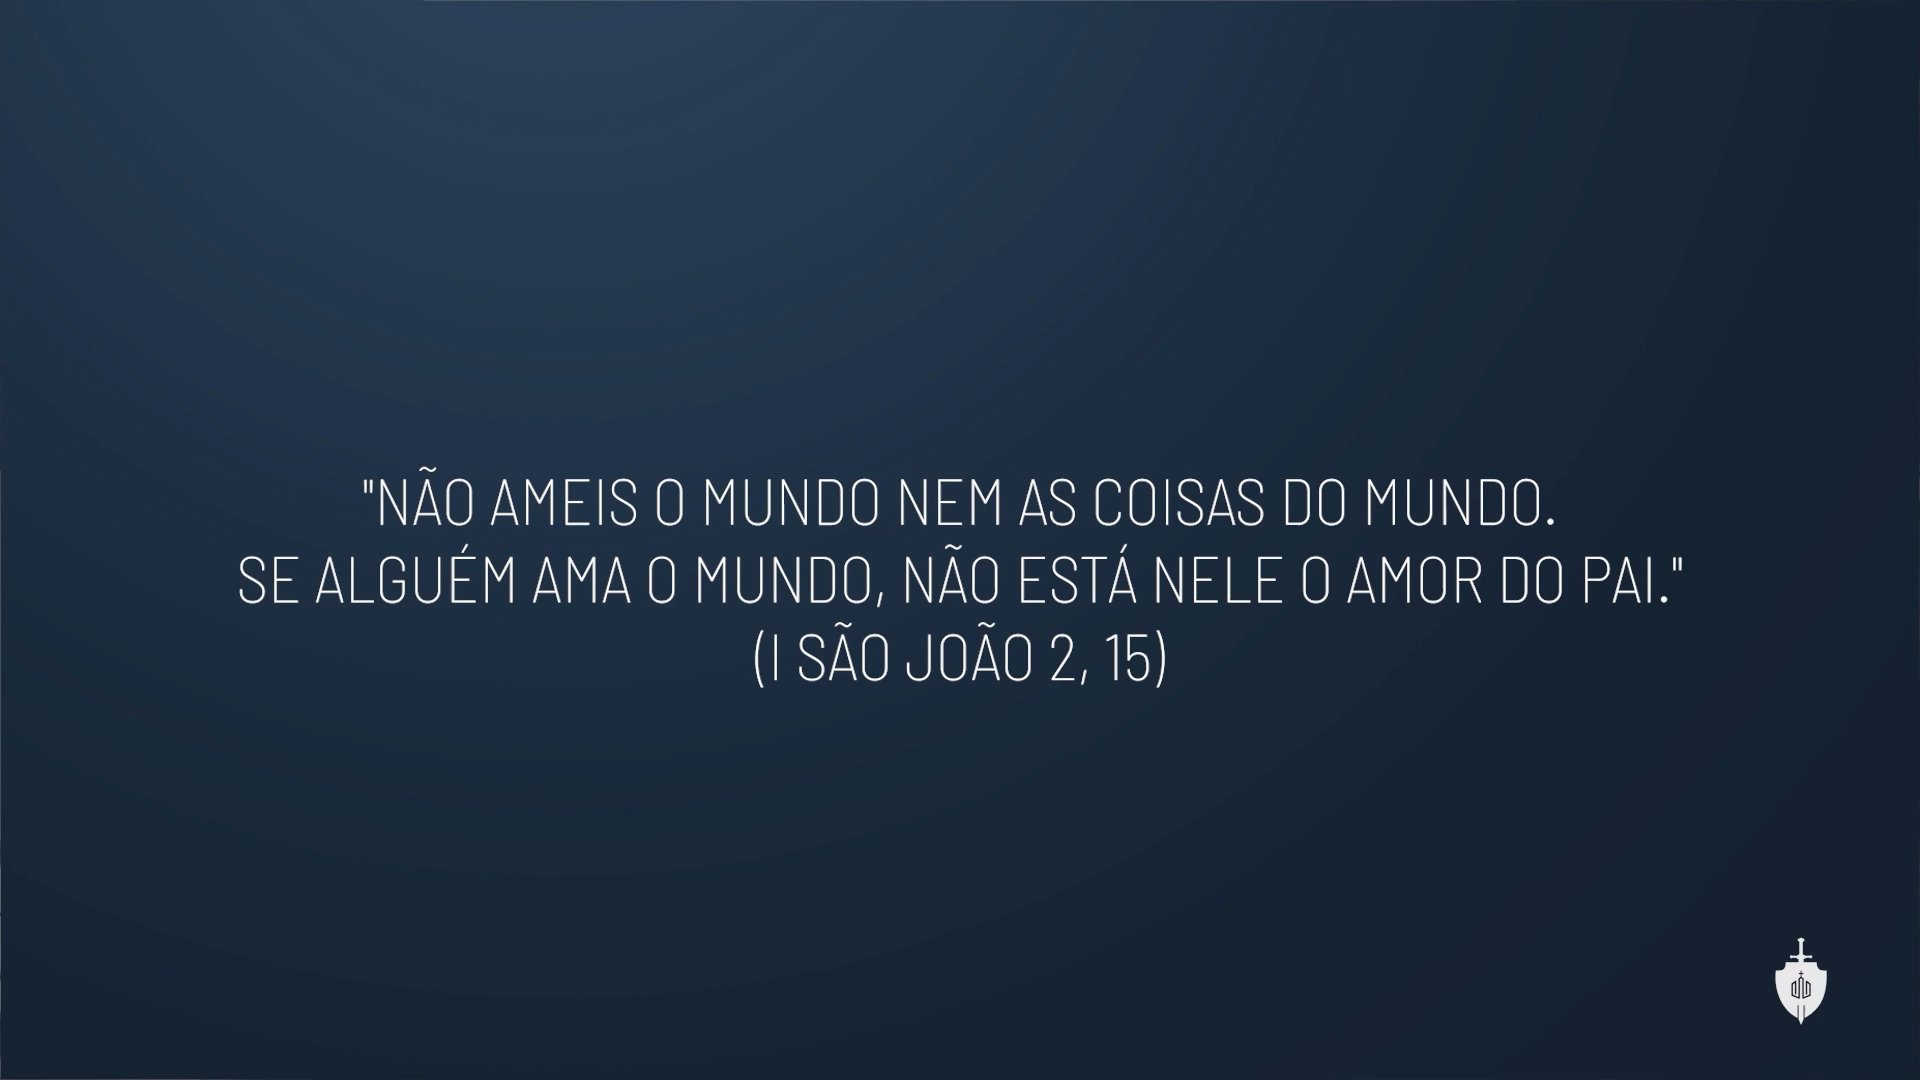 "NÃO AMEIS O MUNDO NEM AS COISAS DO MUNDO.
SE ALGUÉM AMA O MUNDO, NÃO ESTÁ NELE O AMOR DO PAI."
(I SÃO JOÃO 2, 15)